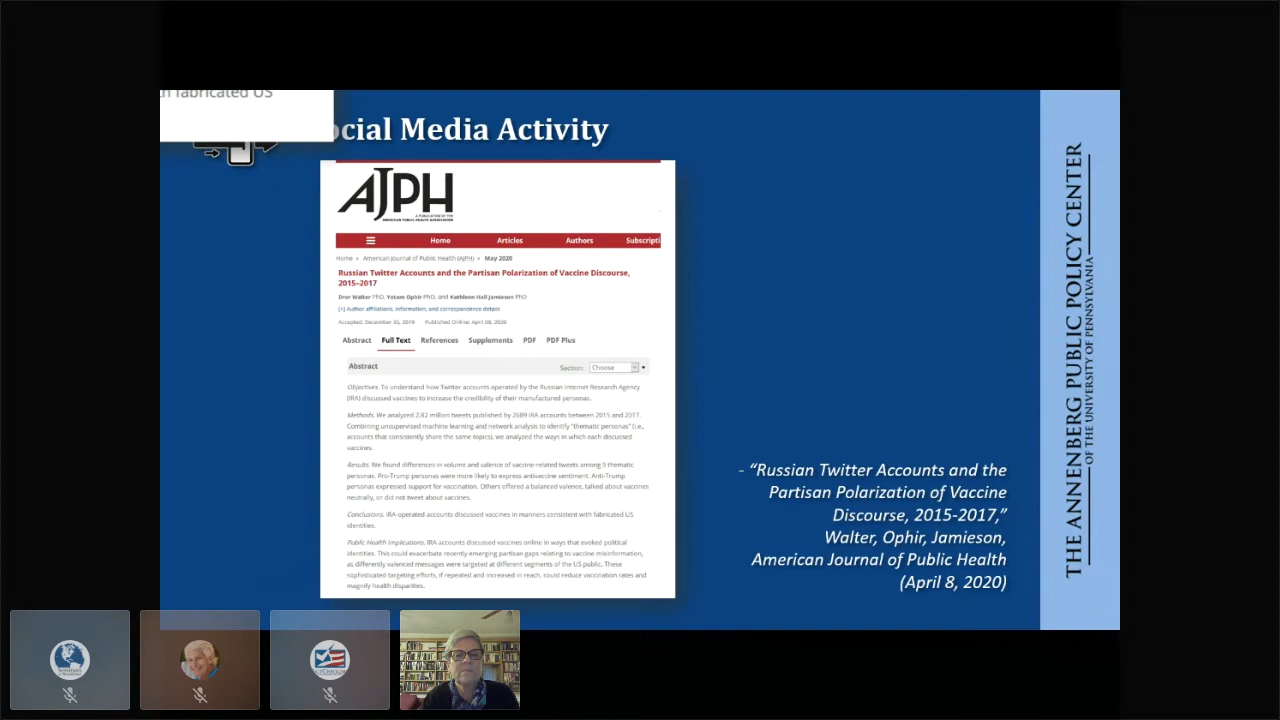 fabricated US
ocial Media Activity
AJPH
A PUBLICATION OF THE
AMERICAN PUBLIC HEALTH ASSOCIATION
Home Articles Authors Subscripti
Home » American Journal of Public Health (AJPH) » May 2020
Russian Twitter Accounts and the Partisan Polarization of Vaccine Discourse,
2015–2017
Dror Walter PhD, Yotam Ophir PhD, and Kathleen Hall Jamieson PhD
[+] Author affiliations, information, and correspondence details
Accepted: December 30, 2019 Published Online: April 08, 2020
Abstract Full Text References Supplements PDF PDF Plus
Abstract
Section: Choose
Objectives. To understand how Twitter accounts operated by the Russian Internet Research Agency
(IRA) discussed vaccines to increase the credibility of their manufactured personas.
Methods. We analyzed 2.82 million tweets published by 2689 IRA accounts between 2015 and 2017.
Combining unsupervised machine learning and network analysis to identify "thematic personas" (i.e.,
accounts that consistently share the same topics), we analyzed the ways in which each discussed
vaccines.
Results. We found differences in volume and valence of vaccine-related tweets among 9 thematic
personas. Pro-Trump personas were more likely to express antivaccine sentiment. Anti-Trump
personas expressed support for vaccination. Others offered a balanced valence, talked about vaccines
neutrally, or did not tweet about vaccines.
Conclusions. IRA-operated accounts discussed vaccines in manners consistent with fabricated US
identities.
Public Health Implications. IRA accounts discussed vaccines online in ways that evoked political
identities. This could exacerbate recently emerging partisan gaps relating to vaccine misinformation,
as differently valenced messages were targeted at different segments of the US public. These
sophisticated targeting efforts, if repeated and increased in reach, could reduce vaccination rates and
magnify health disparities.
- “Russian Twitter Accounts and the
Partisan Polarization of Vaccine
Discourse, 2015-2017,”
Walter, Ophir, Jamieson,
American Journal of Public Health
(April 8, 2020)
THE ANNENBERG PUBLIC POLICY CENTER
OF THE UNIVERSITY OF PENNSYLVANIA